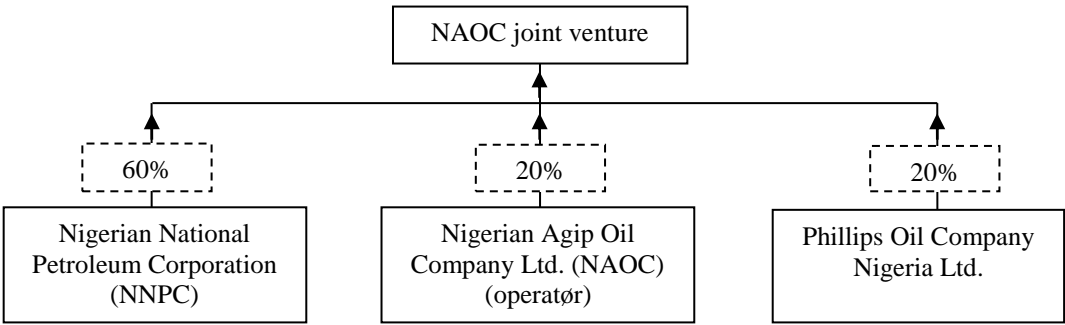 NAOC joint venture
60%
20%
20%
Nigerian National
Petroleum Corporation
(NNPC)
Nigerian Agip Oil
Company Ltd. (NAOC)
(operatør)
Phillips Oil Company
Nigeria Ltd.